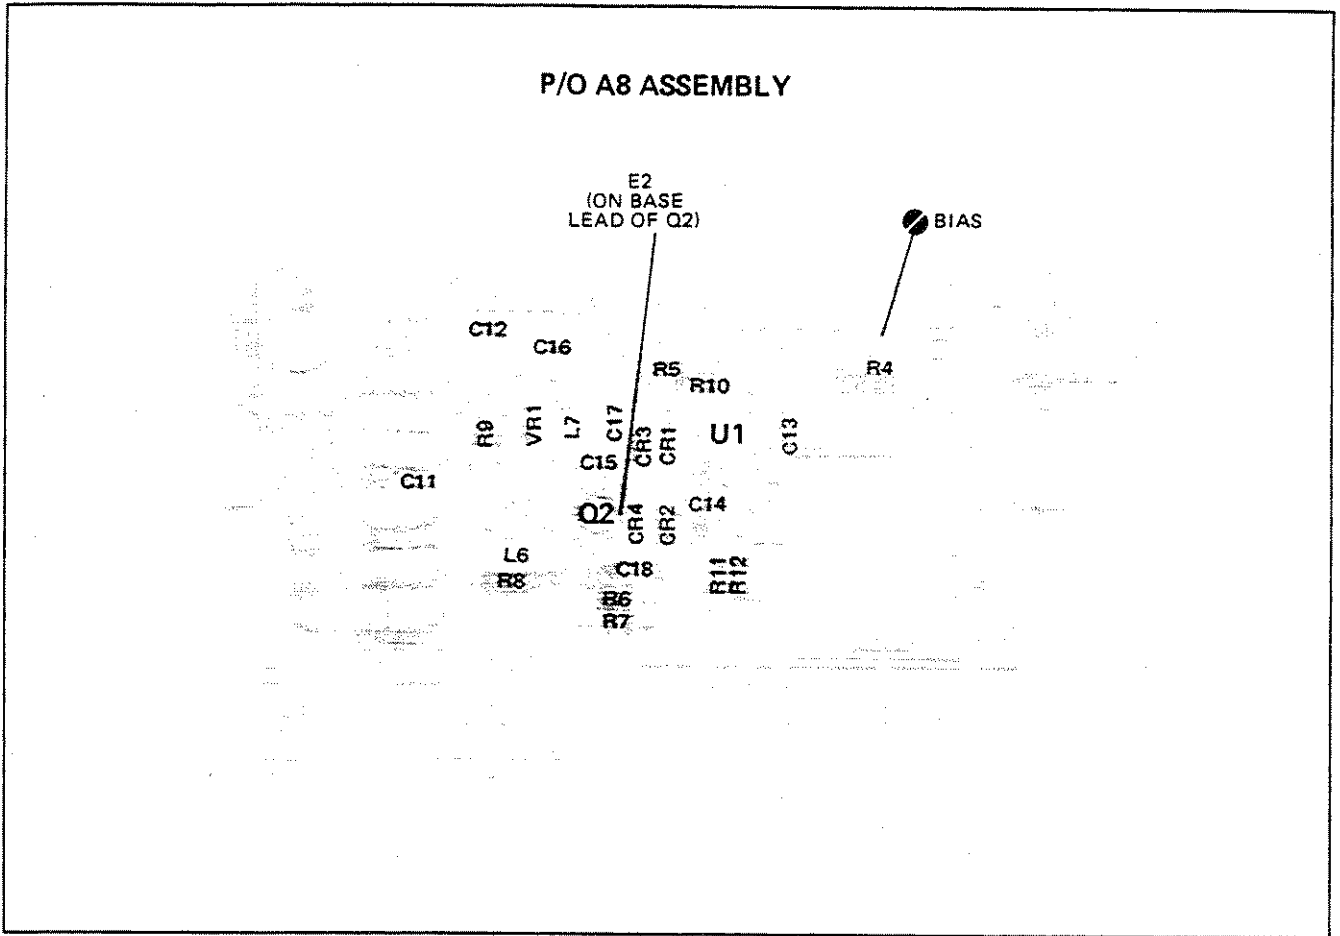 P/O A8 ASSEMBLY
E2
(ON BASE
LEAD OF Q2)
BIAS
C12
C16
R5
R10
R4
R9
VR1
L7
C17
CR3
CR1
U1
C13
C15
C11
Q2
CR4
CR2
C14
L6
R8
C18
R11
R12
R6
R7